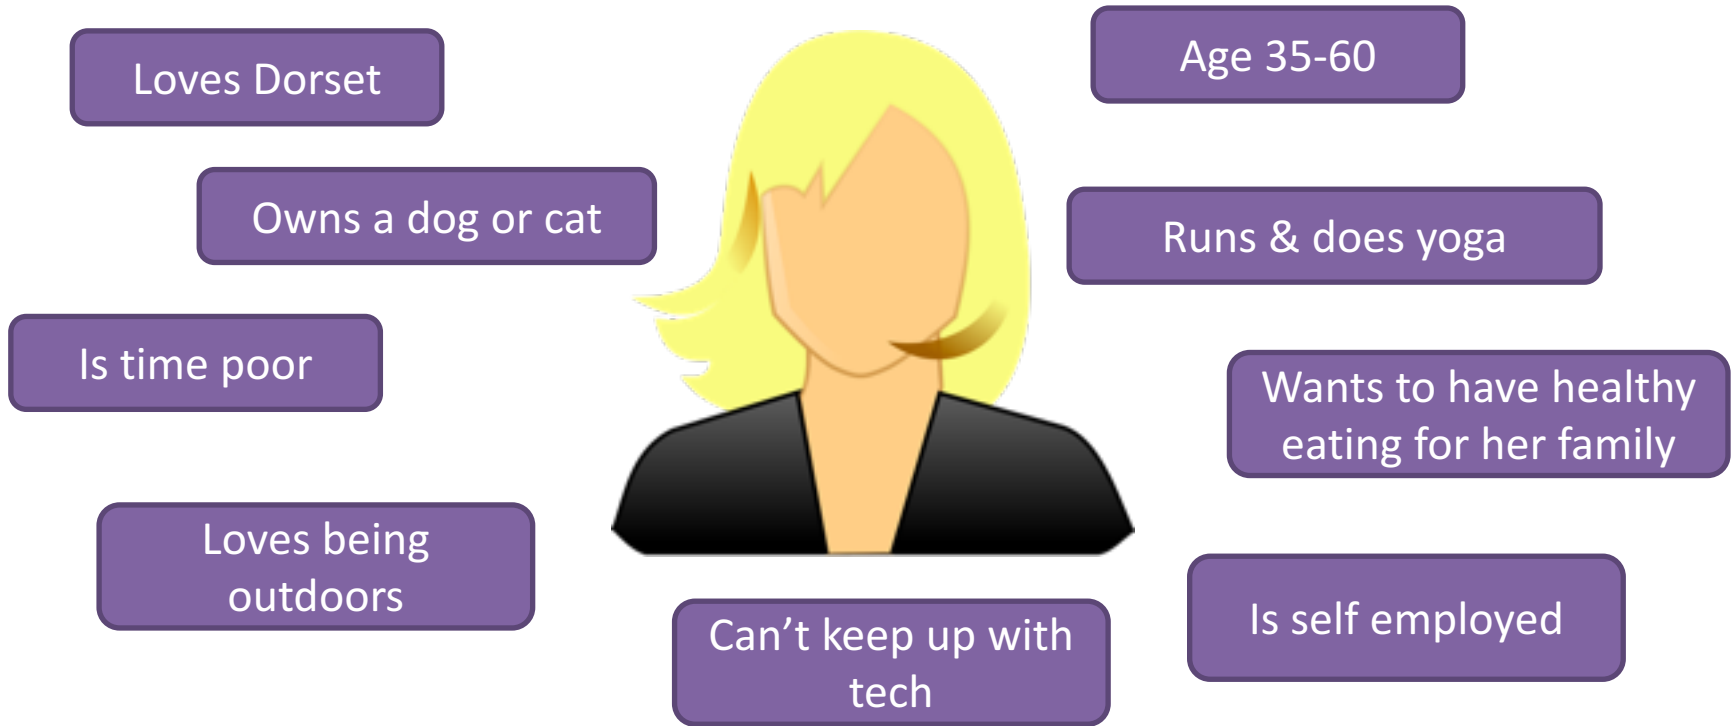 Loves Dorset
Age 35-60
Owns a dog or cat
Runs & does yoga
Is time poor
Wants to have healthy
eating for her family
Loves being
outdoors
Is self employed
Can’t keep up with
tech